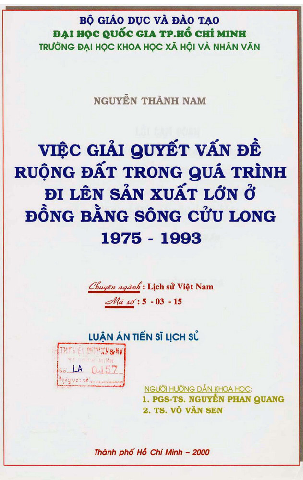 BỘ GIÁO DỤC VÀ ĐÀO TẠO
ĐẠI HỌC QUỐC GIA TP.HỒ CHÍ MINH
TRƯỜNG ĐẠI HỌC KHOA HỌC XÃ HỘI VÀ NHÂN VĂN
NGUYỄN THÀNH NAM
VIỆC GIẢI QUYẾT VẤN ĐỀ
RUỘNG ĐẤT TRONG QUÁ TRÌNH
ĐI LÊN SẢN XUẤT LỚN Ở
ĐỒNG BẰNG SÔNG CỬU LONG
1975 - 1993
Chuyên ngành : Lịch sử Việt Nam
Mã số : 5 - 03 - 15
LUẬN ÁN TIẾN SĨ LỊCH SỬ
LA
NGƯỜI HƯỚNG DẪN KHOA HỌC:
1. PGS-TS. NGUYỄN PHAN QUANG
2. TS. VÕ VĂN SEN
Thành phố Hồ Chí Minh - 2000